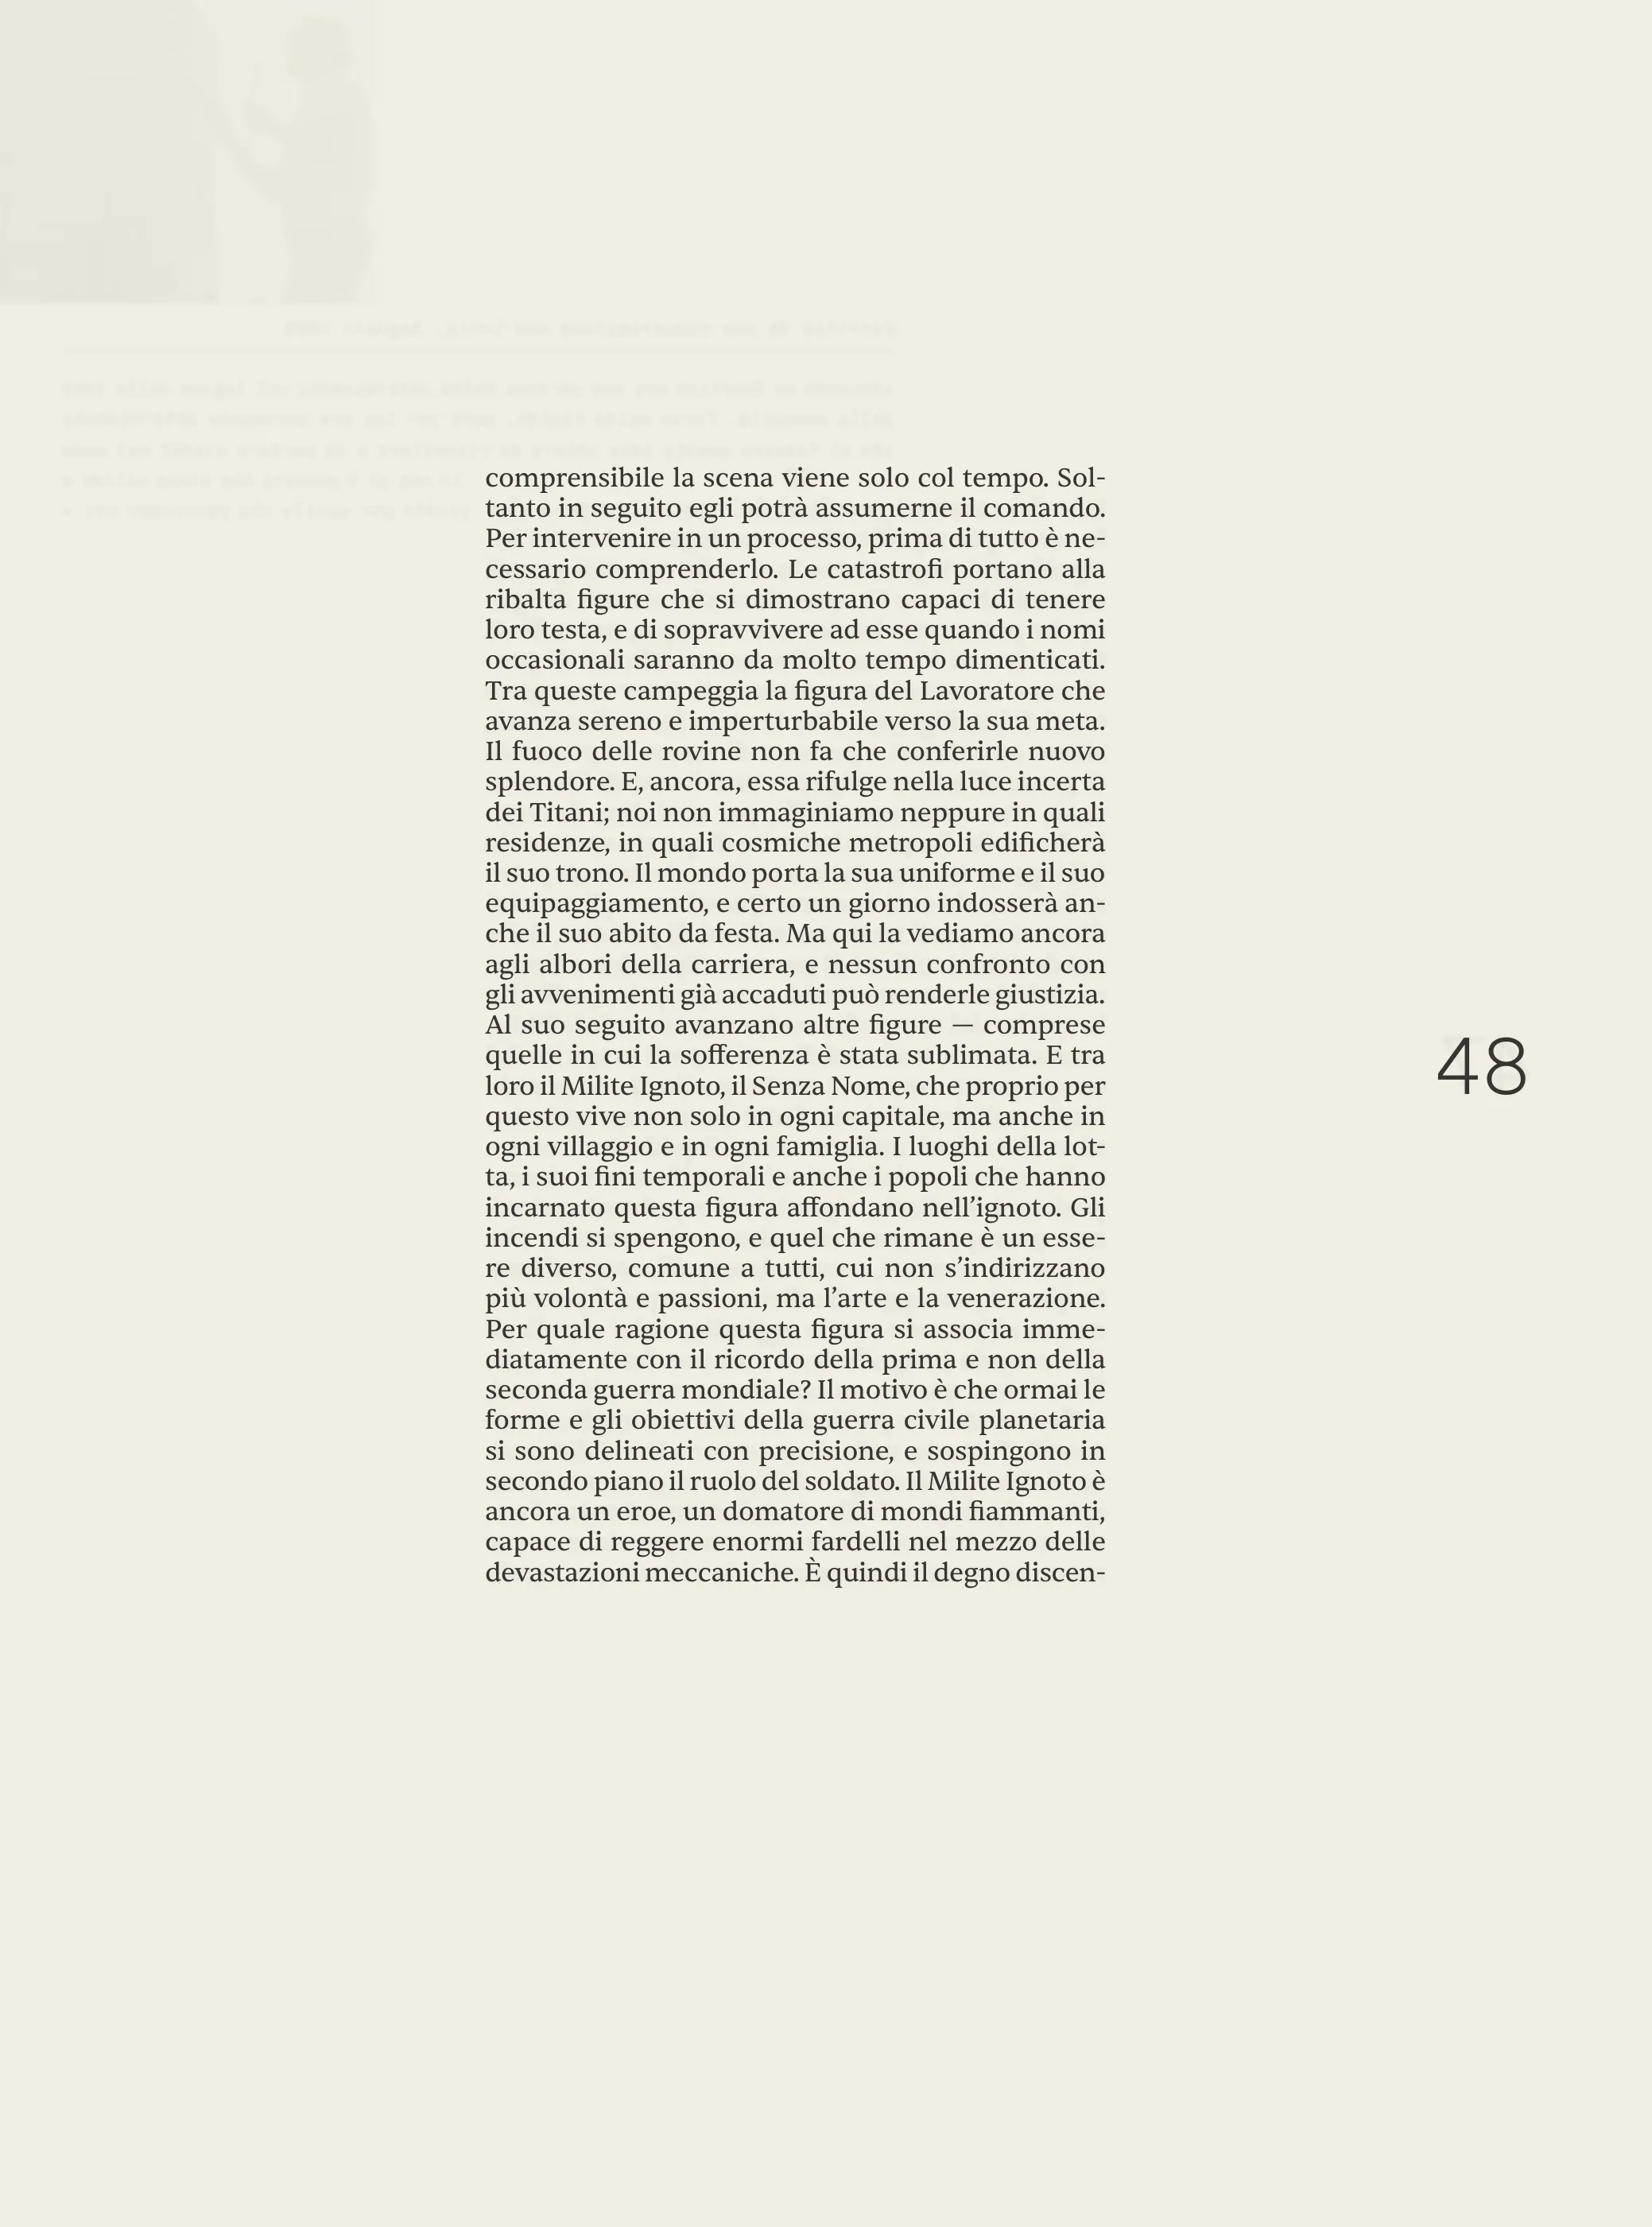 comprensibile la scena viene solo col tempo. Sol-
tanto in seguito egli potrà assumerne il comando.
Per intervenire in un processo, prima di tutto è ne-
cessario comprenderlo. Le catastrofi portano alla
ribalta figure che si dimostrano capaci di tenere
loro testa, e di sopravvivere ad esse quando i nomi
occasionali saranno da molto tempo dimenticati.
Tra queste campeggia la figura del Lavoratore che
avanza sereno e imperturbabile verso la sua meta.
Il fuoco delle rovine non fa che conferirle nuovo
splendore. E, ancora, essa rifulge nella luce incerta
dei Titani; noi non immaginiamo neppure in quali
residenze, in quali cosmiche metropoli edificherà
il suo trono. Il mondo porta la sua uniforme e il suo
equipaggiamento, e certo un giorno indosserà an-
che il suo abito da festa. Ma qui la vediamo ancora
agli albori della carriera, e nessun confronto con
gli avvenimenti già accaduti può renderle giustizia.
Al suo seguito avanzano altre figure — comprese
quelle in cui la sofferenza è stata sublimata. E tra
loro il Milite Ignoto, il Senza Nome, che proprio per
questo vive non solo in ogni capitale, ma anche in
ogni villaggio e in ogni famiglia. I luoghi della lot-
ta, i suoi fini temporali e anche i popoli che hanno
incarnato questa figura affondano nell’ignoto. Gli
incendi si spengono, e quel che rimane è un esse-
re diverso, comune a tutti, cui non s’indirizzano
più volontà e passioni, ma l’arte e la venerazione.
Per quale ragione questa figura si associa imme-
diatamente con il ricordo della prima e non della
seconda guerra mondiale? Il motivo è che ormai le
forme e gli obiettivi della guerra civile planetaria
si sono delineati con precisione, e sospingono in
secondo piano il ruolo del soldato. Il Milite Ignoto è
ancora un eroe, un domatore di mondi fiammanti,
capace di reggere enormi fardelli nel mezzo delle
devastazioni meccaniche. È quindi il degno discen-
48